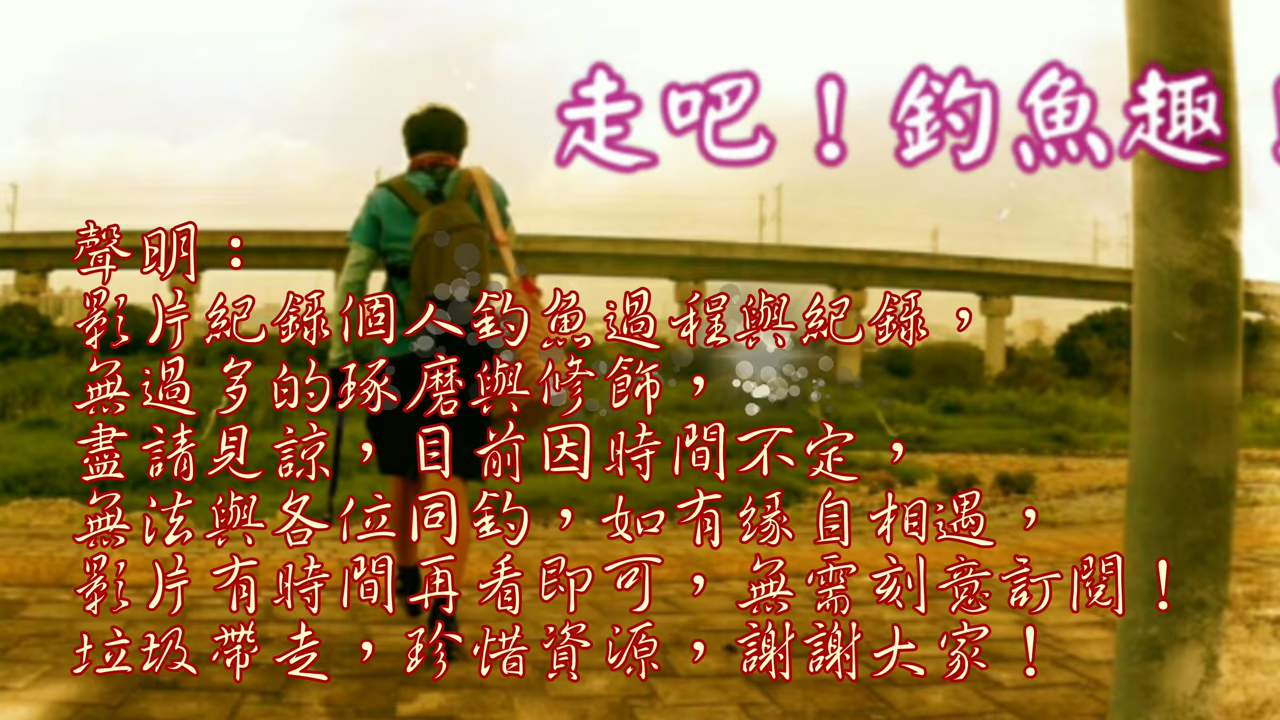 走吧！釣魚趣！
聲明：
影片紀錄個人釣魚過程與紀錄，
無過多的琢磨與修飾，
盡請見諒，目前因時間不定，
無法與各位同釣，如有緣自相遇，
影片有時間再看即可，無需刻意訂閱！
垃圾帶走，珍惜資源，謝謝大家！